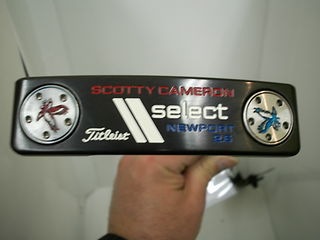 SCOTTY CAMERON
select
Titleist
NEWPORT
2.6